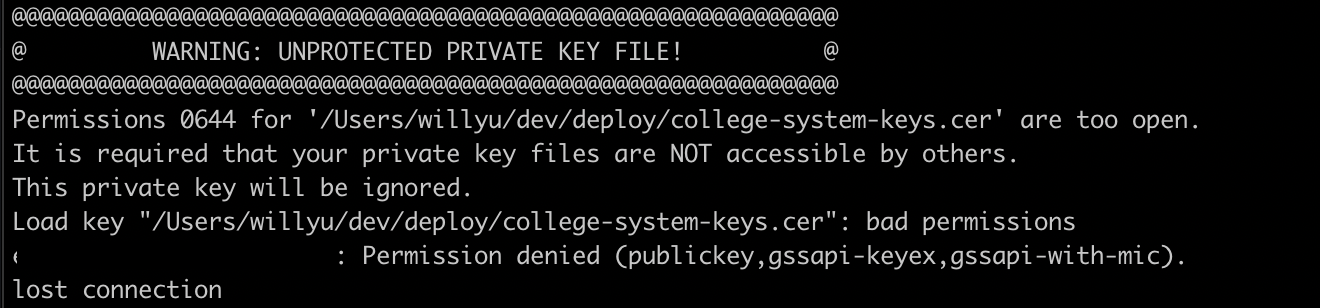 @@@@@@@@@@@@@@@@@@@@@@@@@@@@@@@@@@@@@@@@@@@@@@@@@@@@@@@@@@@
@         WARNING: UNPROTECTED PRIVATE KEY FILE!          @
@@@@@@@@@@@@@@@@@@@@@@@@@@@@@@@@@@@@@@@@@@@@@@@@@@@@@@@@@@@
Permissions 0644 for '/Users/willyu/dev/deploy/college-system-keys.cer' are too open.
It is required that your private key files are NOT accessible by others.
This private key will be ignored.
Load key "/Users/willyu/dev/deploy/college-system-keys.cer": bad permissions
: Permission denied (publickey,gssapi-keyex,gssapi-with-mic).
lost connection